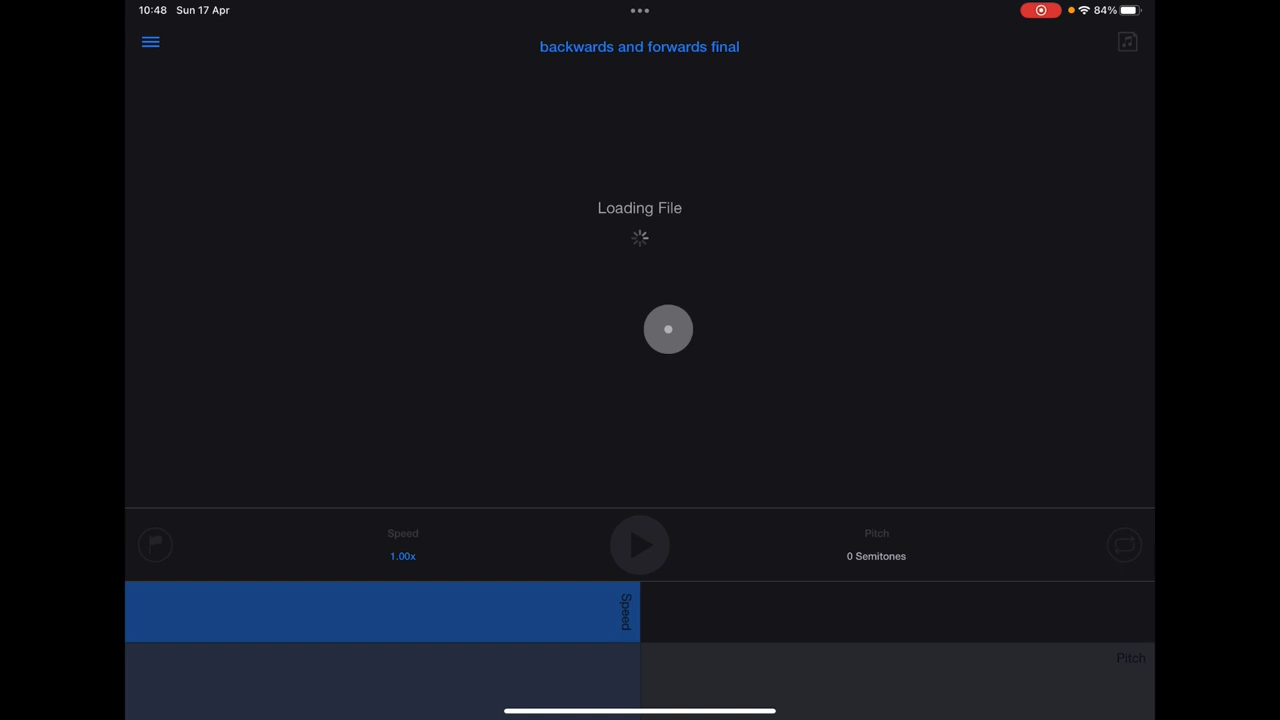 10:48 Sun 17 Apr
84%
backwards and forwards final
Loading File
Speed
1.00x
Pitch
0 Semitones
Speed
Pitch